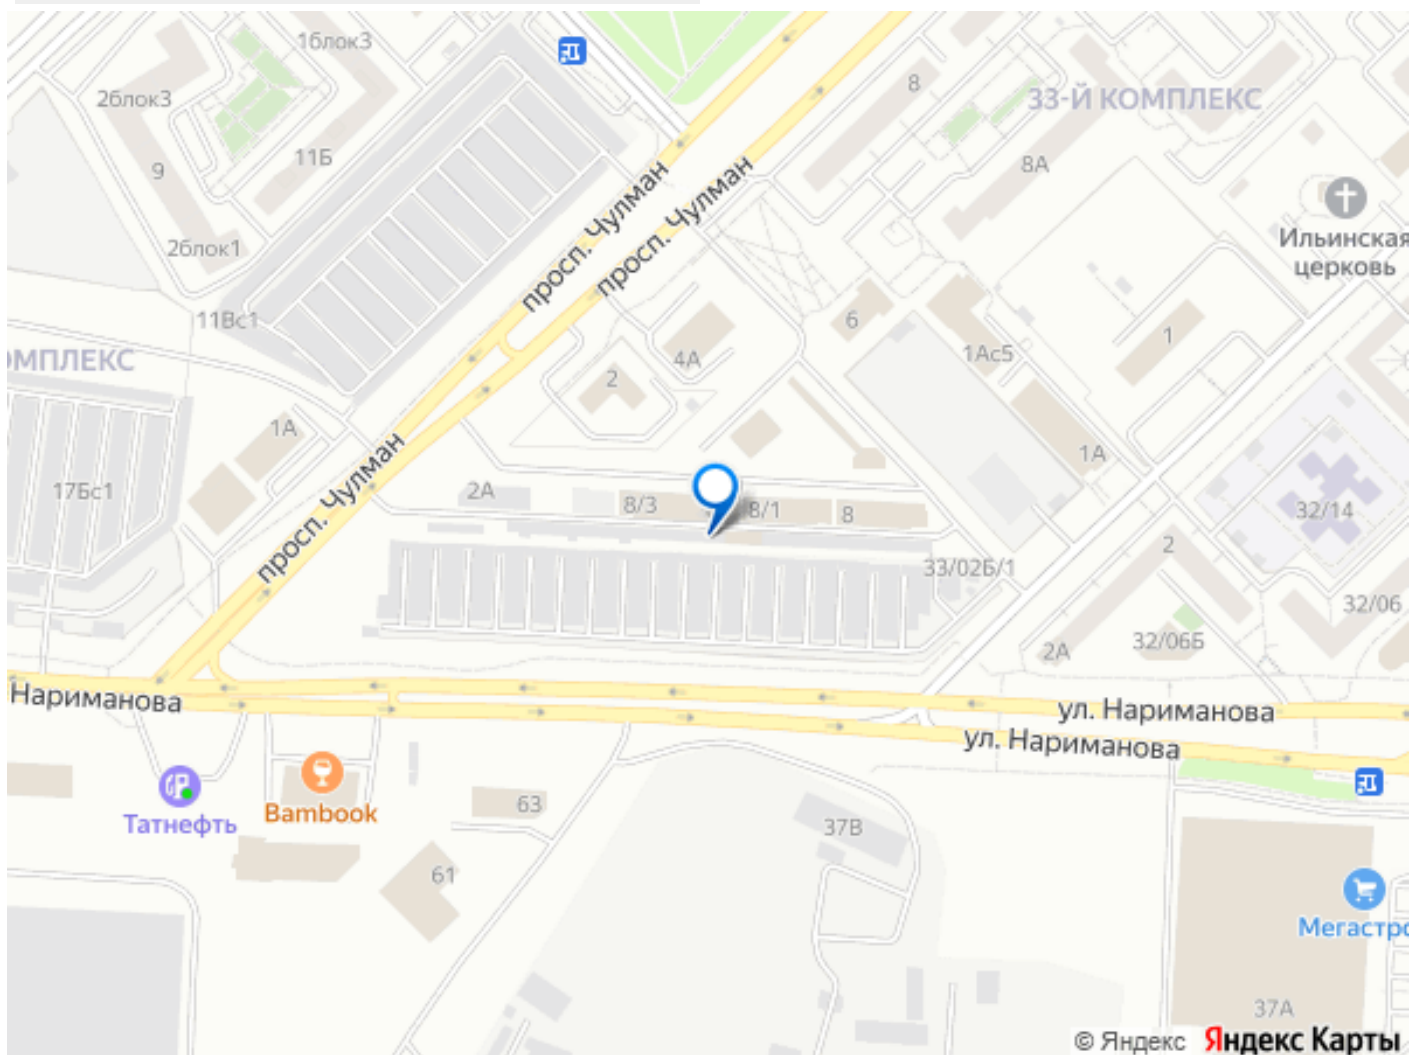 1блок3
2блок3
11Б
9
2блок1
11Вс1
8
33-Й КОМПЛЕКС
8А
Ильинская
церковь
просп. Чулман
просп. Чулман
6
1Ас5
1
4А
2
ОМПЛЕКС
1А
1А
17Бс1
просп. Чулман
2А
8/3
8/1
8
32/14
33/02Б/1
2
32/06
32/06Б
2А
Нариманова
ул. Нариманова
ул. Нариманова
Татнефть
Bambook
63
37В
61
Мегастро
37А
© Яндекс Яндекс Карты